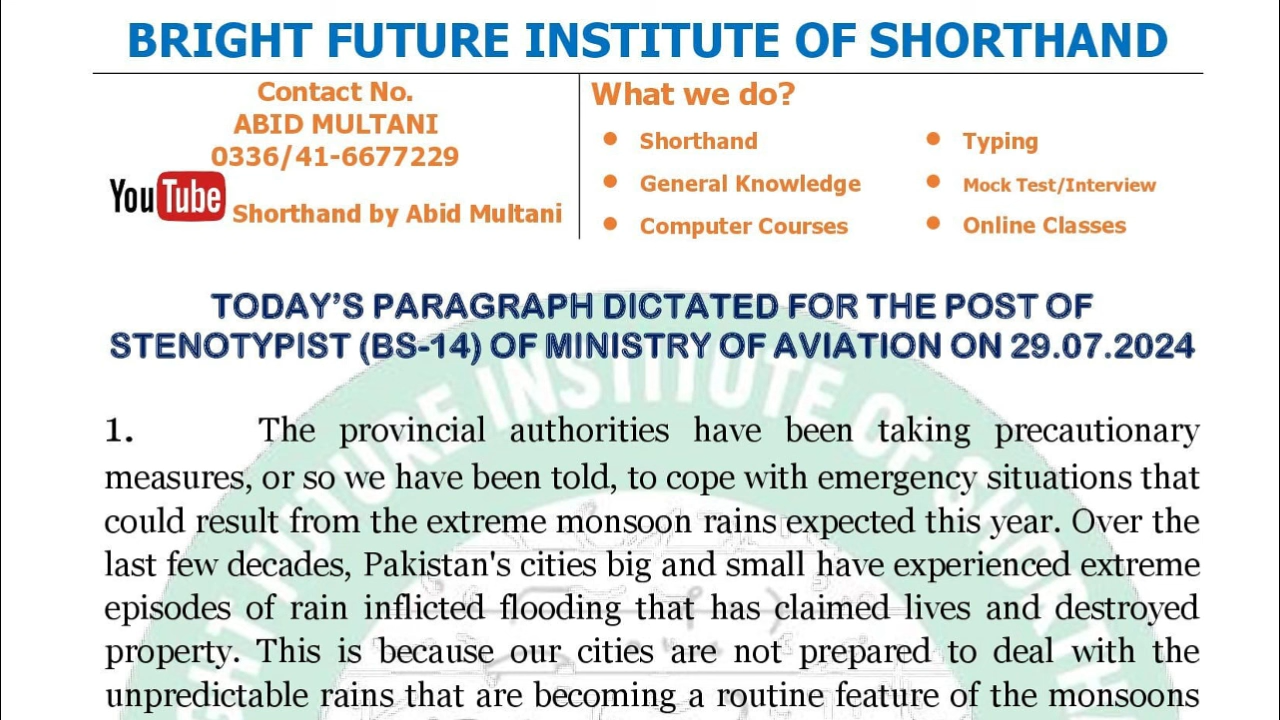 BRIGHT FUTURE INSTITUTE OF SHORTHAND
Contact No.
ABID MULTANI
0336/41-6677229
YouTube Shorthand by Abid Multani
What we do?
• Shorthand
• General Knowledge
• Computer Courses
• Typing
• Mock Test/Interview
• Online Classes
TODAY’S PARAGRAPH DICTATED FOR THE POST OF
STENOTYPIST (BS-14) OF MINISTRY OF AVIATION ON 29.07.2024
1. The provincial authorities have been taking precautionary
measures, or so we have been told, to cope with emergency situations that
could result from the extreme monsoon rains expected this year. Over the
last few decades, Pakistan's cities big and small have experienced extreme
episodes of rain inflicted flooding that has claimed lives and destroyed
property. This is because our cities are not prepared to deal with the
unpredictable rains that are becoming a routine feature of the monsoons
BRIGHT FUTURE INSTITUTE OF SHORTHAND